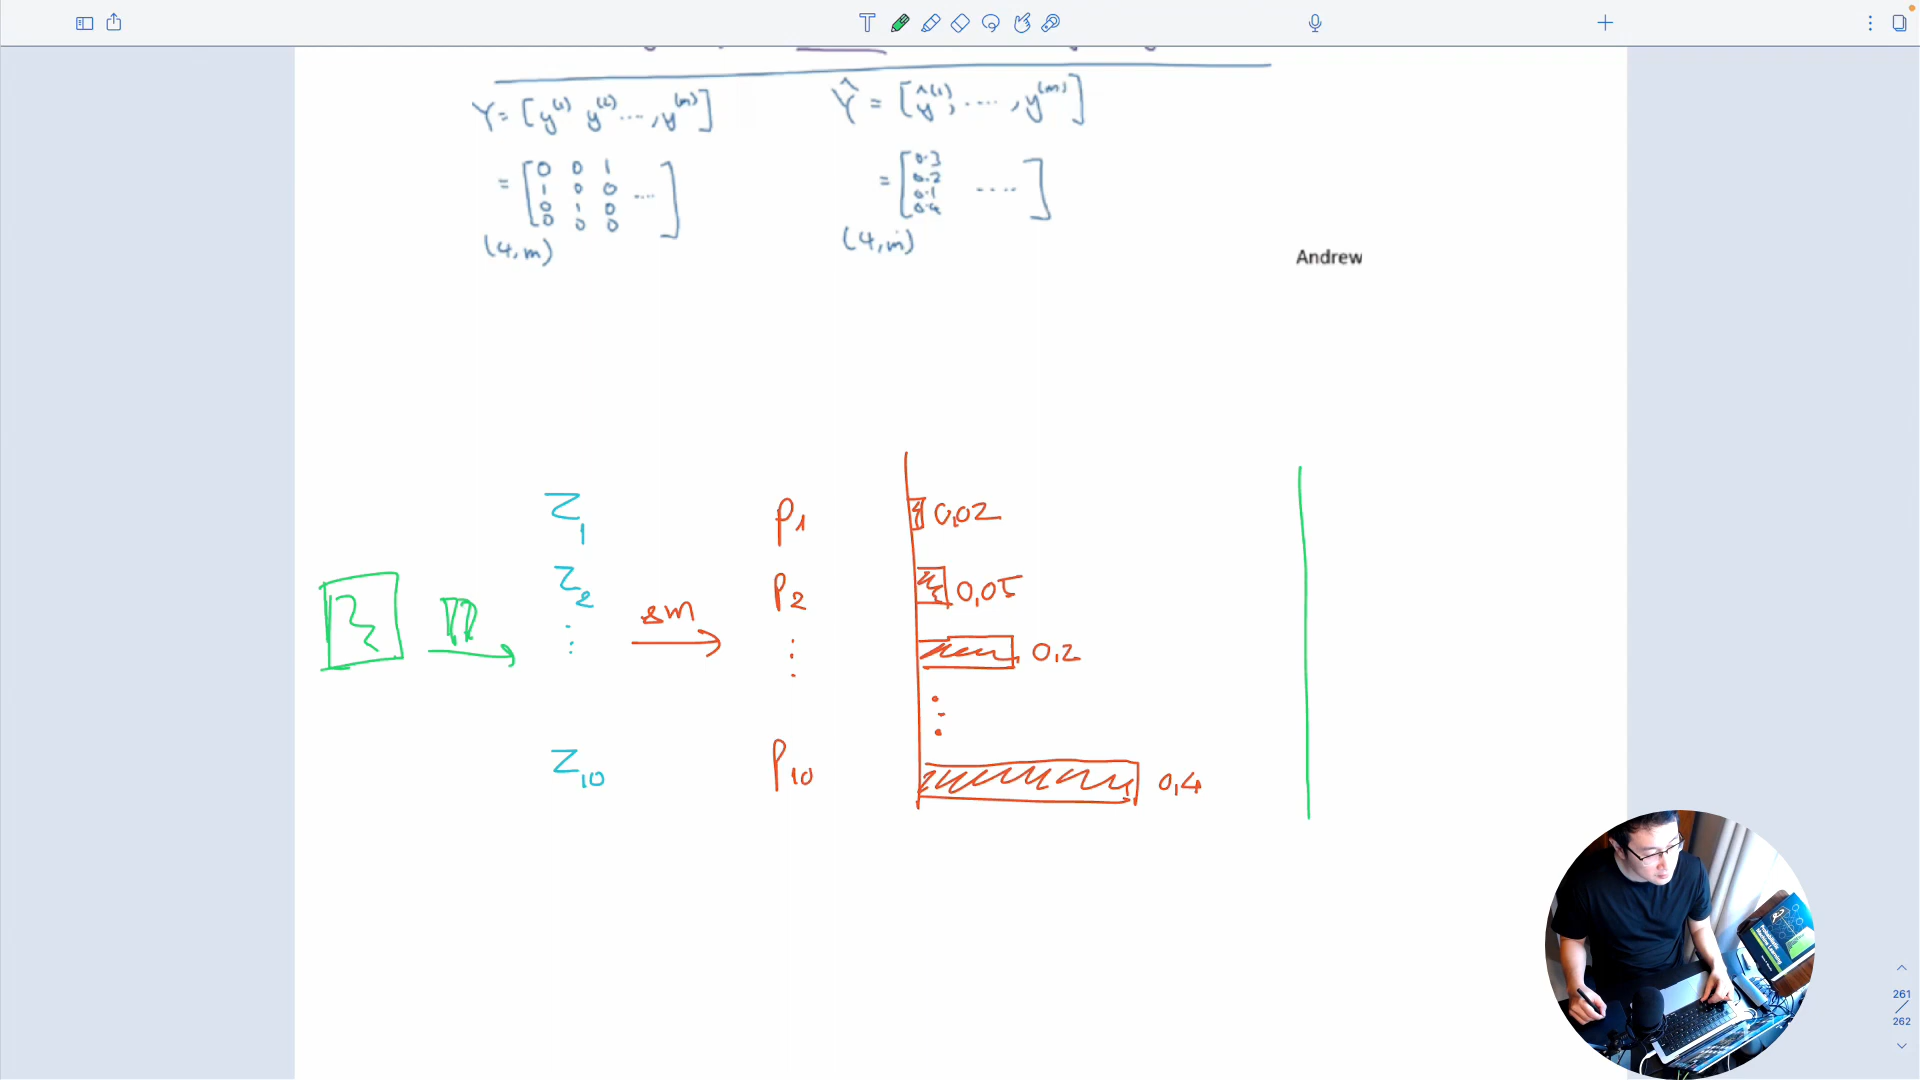 Y = [y^(1) y^(2) ..., y^(m)]
Ŷ = [ŷ^(1), ...., y^(m)]
= [0 0 1
1 0 0 ....
0 1 0
0 0 0]
(4,m)
= [0.3
0.2
0.1 ....
0.4]
(4,m)
Andrew
Z1 P1 0,02
Z2 P2 0,05
sm
⋮ ⋮ 0,2
⋮
Z10 P10 0,4
261
/
262